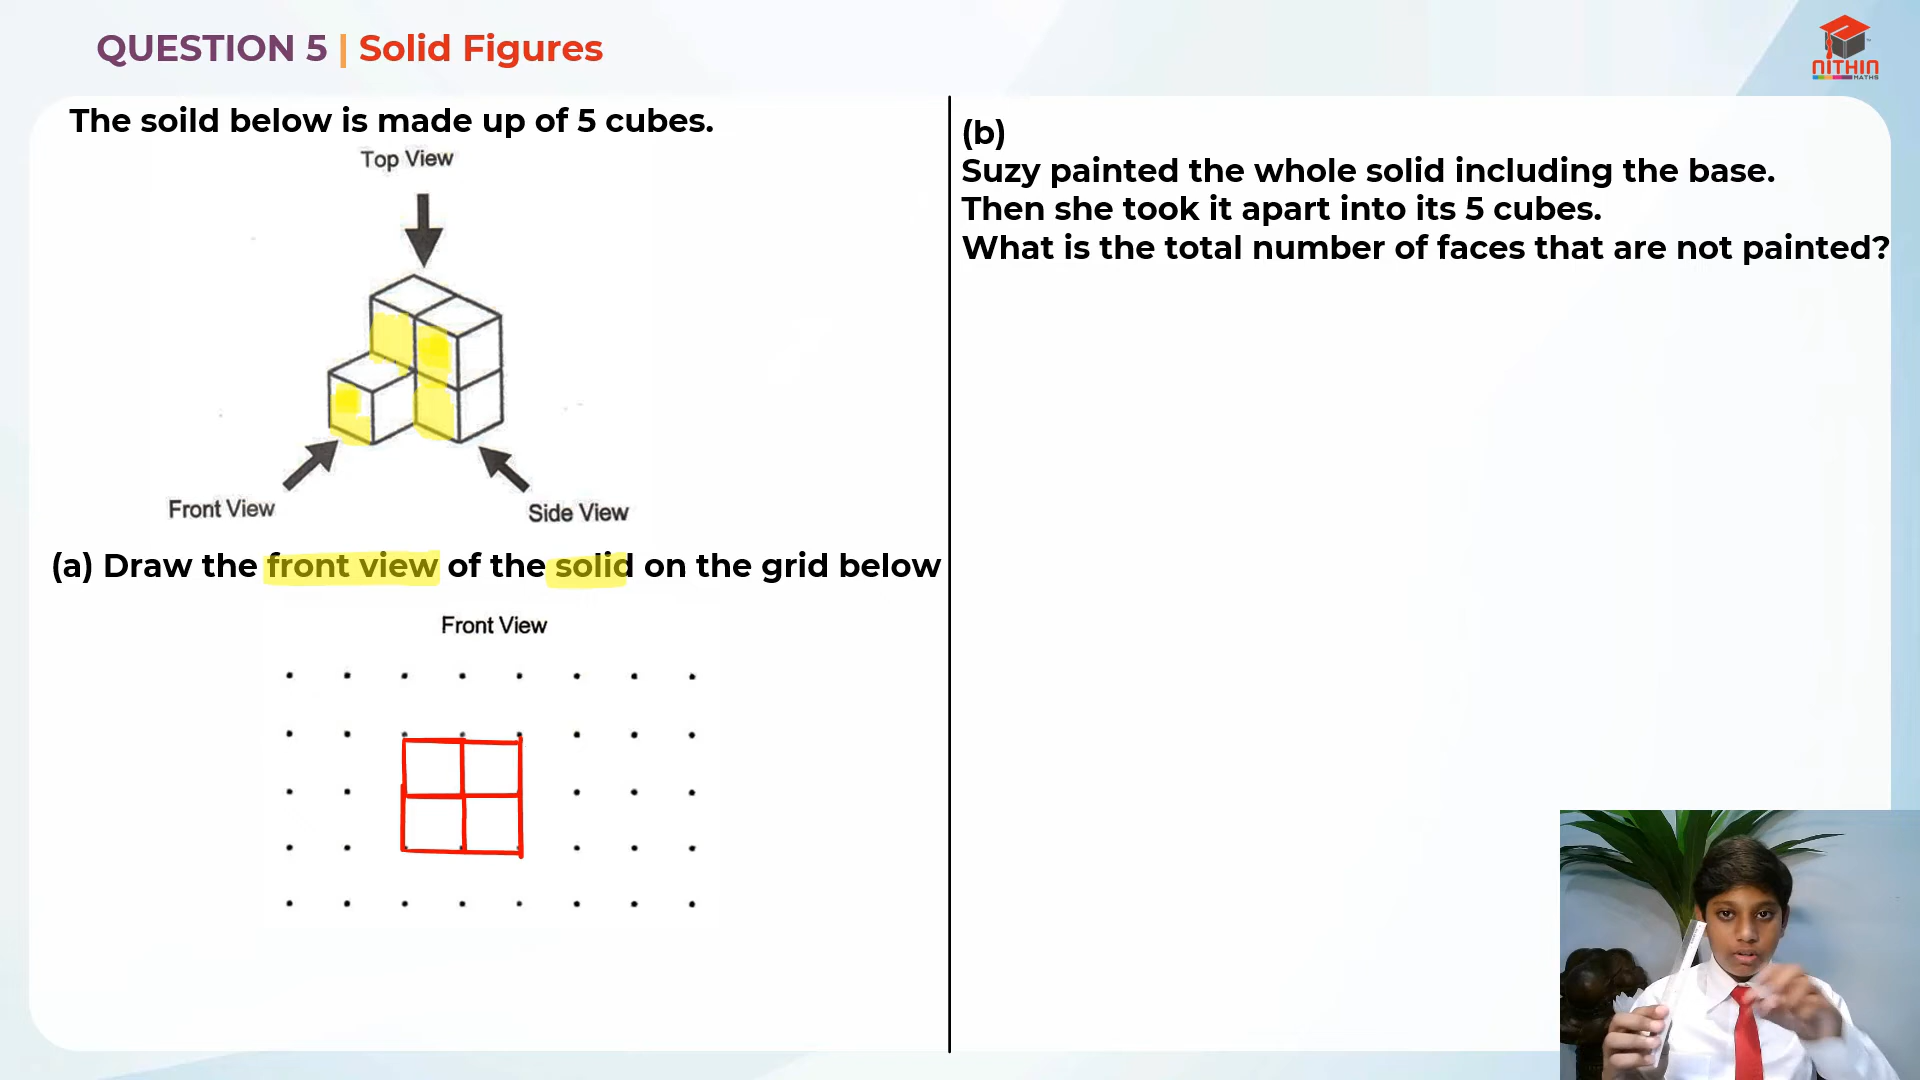 QUESTION 5 | Solid Figures
NITHIN
MATHS
The soild below is made up of 5 cubes.
Top View
Front View
Side View
(a) Draw the front view of the solid on the grid below
Front View
(b)
Suzy painted the whole solid including the base.
Then she took it apart into its 5 cubes.
What is the total number of faces that are not painted?